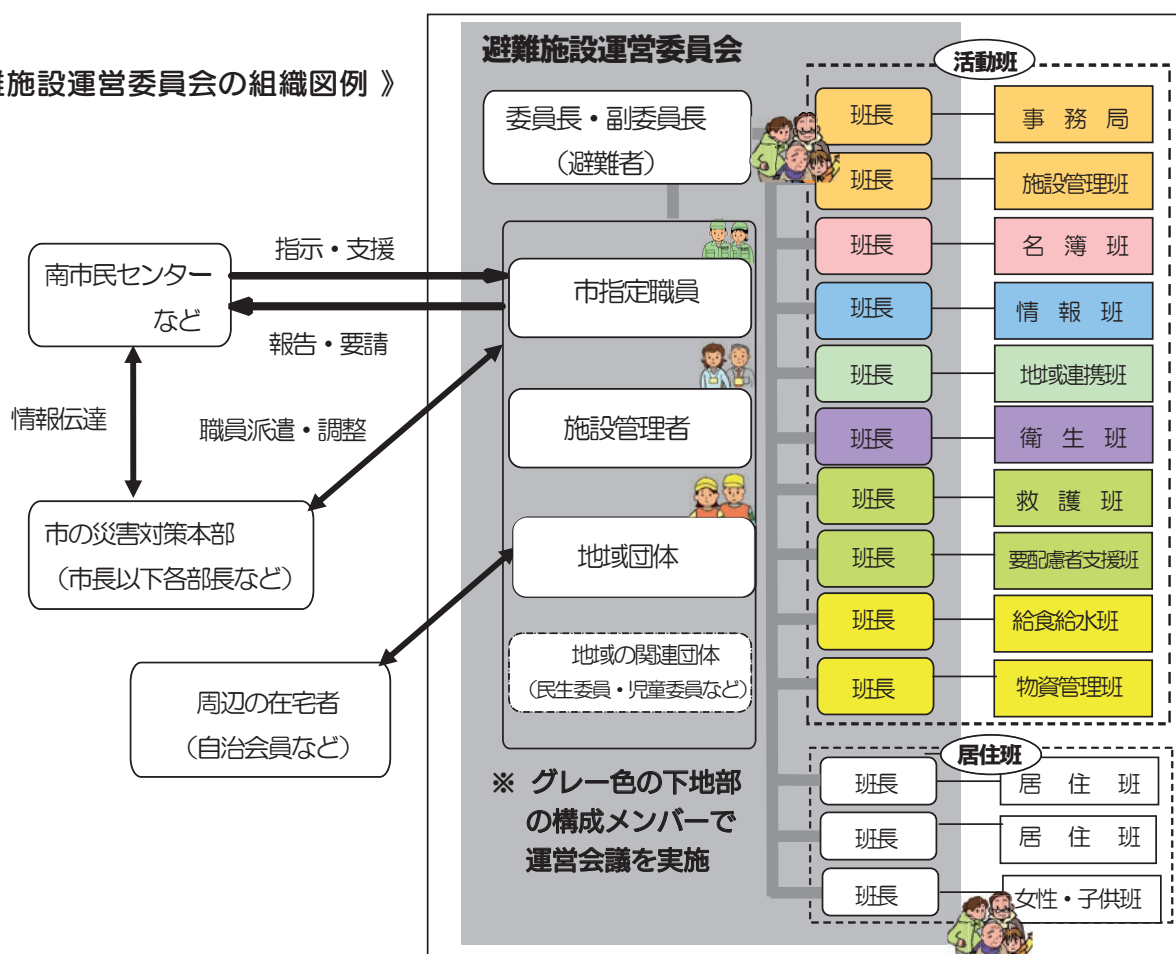 難施設運営委員会の組織図例 》
避難施設運営委員会
委員長・副委員長
（避難者）
指示・支援
南市民センター
など
報告・要請
情報伝達
職員派遣・調整
市の災害対策本部
（市長以下各部長など）
周辺の在宅者
（自治会員など）
市指定職員
施設管理者
地域団体
地域の関連団体
（民生委員・児童委員など）
※ グレー色の下地部
の構成メンバーで
運営会議を実施
活動班
班長 事務局
班長 施設管理班
班長 名簿班
班長 情報班
班長 地域連携班
班長 衛生班
班長 救護班
班長 要配慮者支援班
班長 給食給水班
班長 物資管理班
居住班
班長 居住班
班長 居住班
班長 女性・子供班